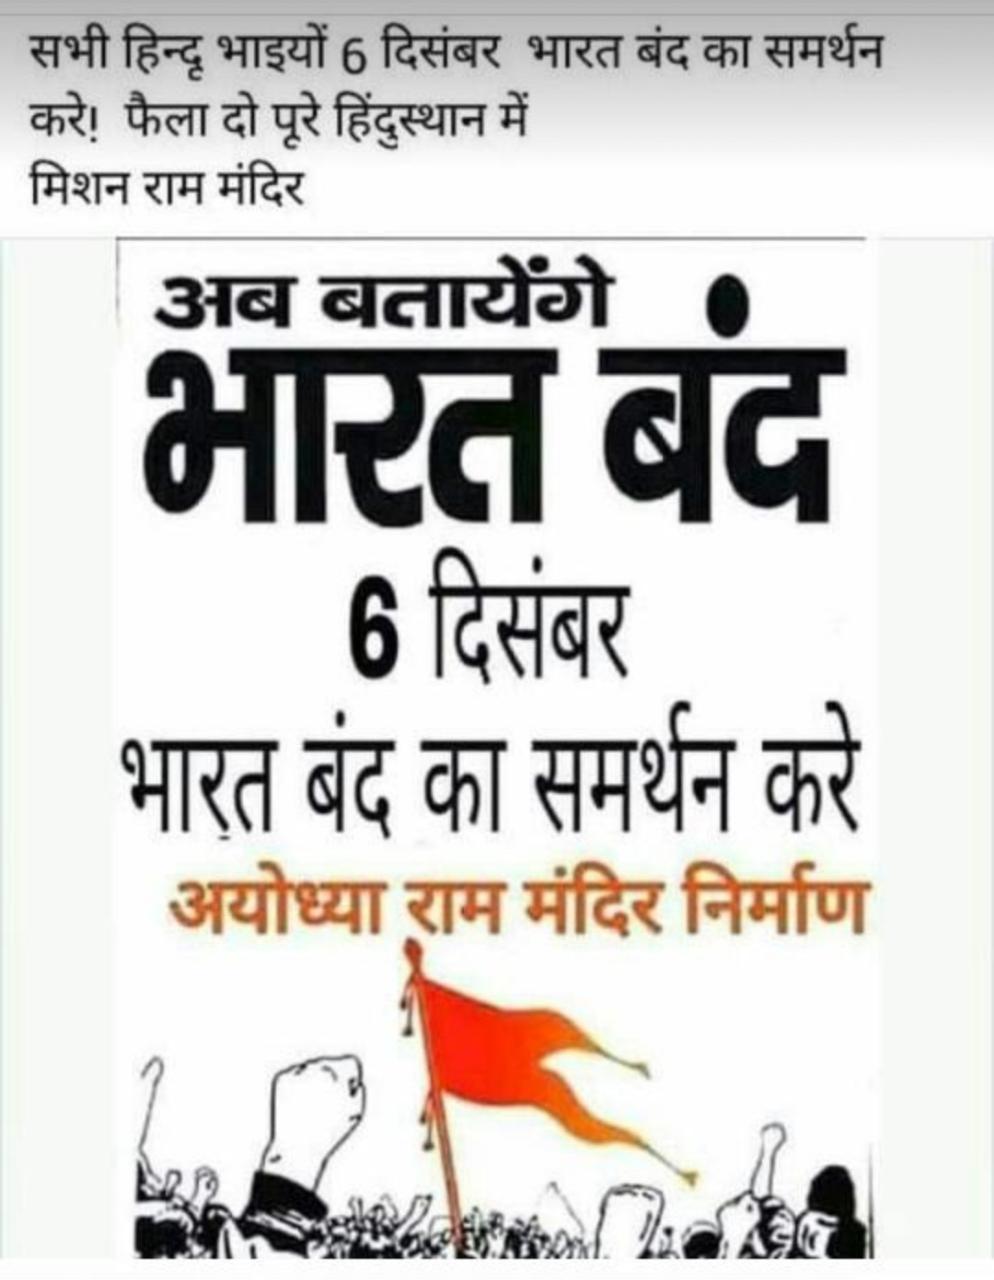 सभी हिन्दू भाइयों 6 दिसंबर भारत बंद का समर्थन
करे! फैला दो पूरे हिंदुस्थान में
मिशन राम मंदिर
अब बतायेंगे
भारत बंद
6 दिसंबर
भारत बंद का समर्थन करे
अयोध्या राम मंदिर निर्माण